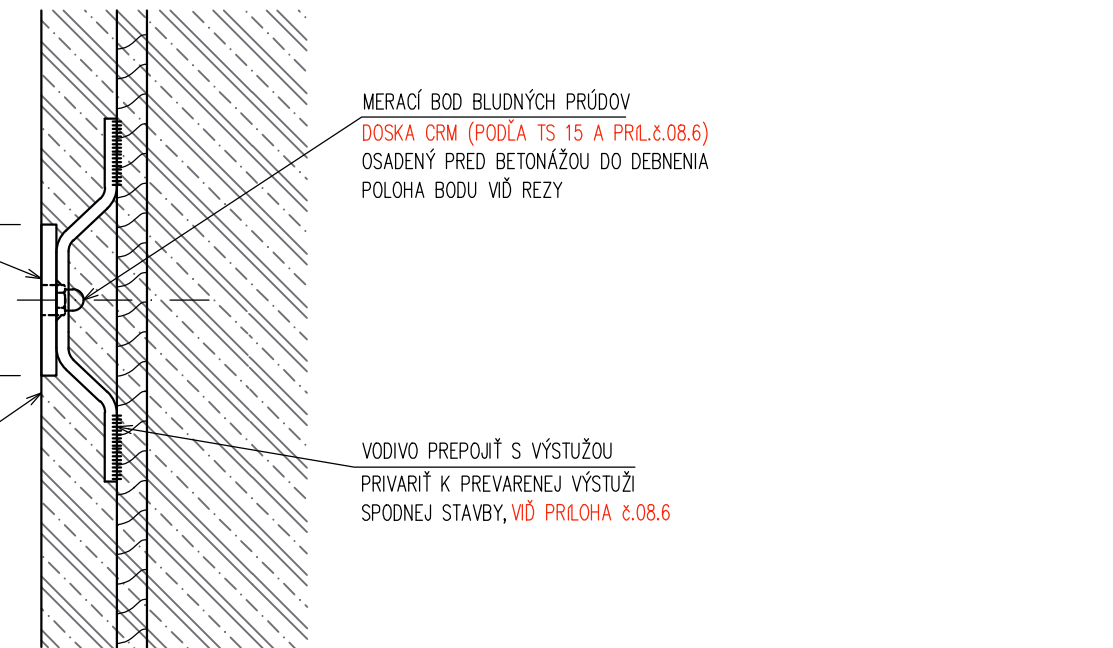 MERACÍ BOD BLUDNÝCH PRÚDOV
DOSKA CRM (PODĽA TS 15 A PRÍL.č.08.6)
OSADENÝ PRED BETONÁŽOU DO DEBNENIA
POLOHA BODU VIĎ REZY
VODIVO PREPOJIŤ S VÝSTUŽOU
PRIVARIŤ K PREVARENEJ VÝSTUŽI
SPODNEJ STAVBY, VIĎ PRÍLOHA č.08.6